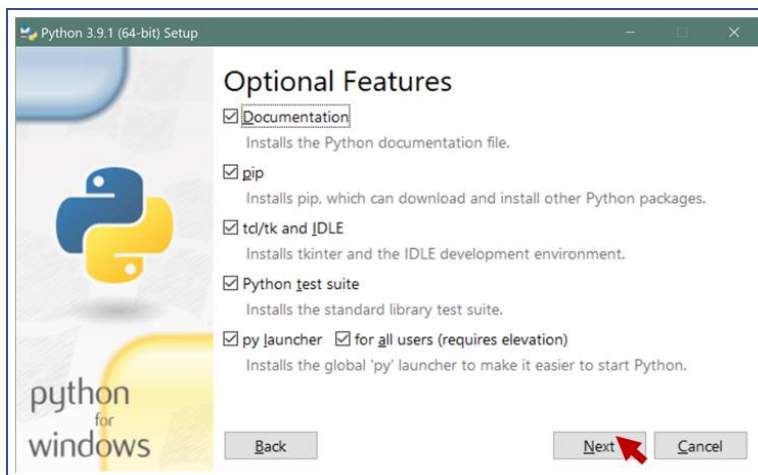 Python 3.9.1 (64-bit) Setup
Optional Features
Documentation
Installs the Python documentation file.
pip
Installs pip, which can download and install other Python packages.
tcl/tk and IDLE
Installs tkinter and the IDLE development environment.
Python test suite
Installs the standard library test suite.
py launcher for all users (requires elevation)
Installs the global 'py' launcher to make it easier to start Python.
python
for
windows
Back Next Cancel